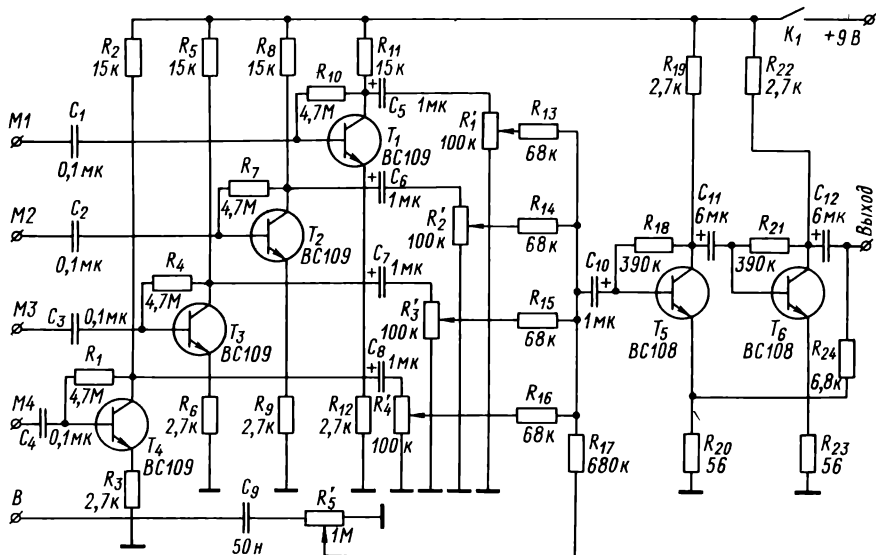 R2
15к
R5
15к
R8
15к
R11
15к
К1
+9 В
R10
4,7М
C5
1мк
R19
2,7к
R22
2,7к
М1
C1
0,1мк
T1
BC109
R'1
100к
R13
68к
R7
4,7М
C6
1мк
М2
C2
0,1мк
T2
BC109
R'2
100к
R14
68к
C11
6мк
C12
6мк
Выход
R18
390к
R21
390к
R4
4,7М
C7
1мк
C10
1мк
М3
C3
0,1мк
T3
BC109
R'3
100к
R15
68к
T5
BC108
T6
BC108
R24
6,8к
R1
4,7М
C8
1мк
М4
C4
0,1мк
T4
BC109
R6
2,7к
R9
2,7к
R12
2,7к
R'4
100к
R16
68к
R17
680к
R20
56
R23
56
R3
2,7к
В
C9
50н
R'5
1М